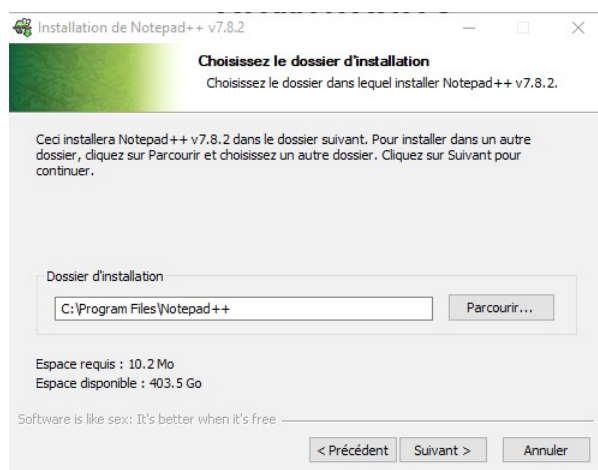 Installation de Notepad++ v7.8.2
Choisissez le dossier d'installation
Choisissez le dossier dans lequel installer Notepad++ v7.8.2.
Ceci installera Notepad++ v7.8.2 dans le dossier suivant. Pour installer dans un autre
dossier, cliquez sur Parcourir et choisissez un autre dossier. Cliquez sur Suivant pour
continuer.
Dossier d'installation
C:\Program Files\Notepad++
Parcourir...
Espace requis : 10.2 Mo
Espace disponible : 403.5 Go
Software is like sex: It's better when it's free
< Précédent
Suivant >
Annuler